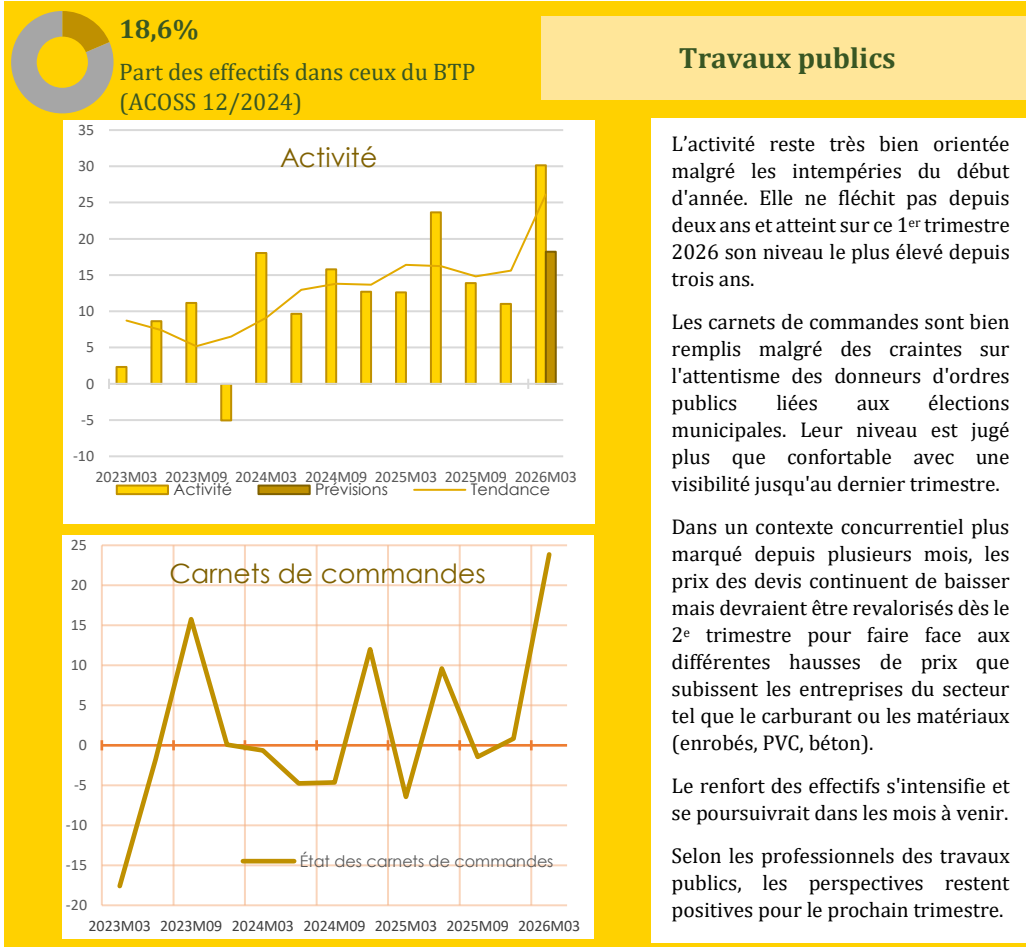 18,6%
Part des effectifs dans ceux du BTP
(ACOSS 12/2024)
Travaux publics
Activité
35
30
25
20
15
10
5
0
-5
-10
2023M03 2023M09 2024M03 2024M09 2025M03 2025M09 2026M03
Activité Prévisions Tendance
Carnets de commandes
25
20
15
10
5
0
-5
-10
-15
-20
État des carnets de commandes
2023M03 2023M09 2024M03 2024M09 2025M03 2025M09 2026M03
L'activité reste très bien orientée
malgré les intempéries du début
d'année. Elle ne fléchit pas depuis
deux ans et atteint sur ce 1er trimestre
2026 son niveau le plus élevé depuis
trois ans.
Les carnets de commandes sont bien
remplis malgré des craintes sur
l'attentisme des donneurs d'ordres
publics liées aux élections
municipales. Leur niveau est jugé
plus que confortable avec une
visibilité jusqu'au dernier trimestre.
Dans un contexte concurrentiel plus
marqué depuis plusieurs mois, les
prix des devis continuent de baisser
mais devraient être revalorisés dès le
2e trimestre pour faire face aux
différentes hausses de prix que
subissent les entreprises du secteur
tel que le carburant ou les matériaux
(enrobés, PVC, béton).
Le renfort des effectifs s'intensifie et
se poursuivrait dans les mois à venir.
Selon les professionnels des travaux
publics, les perspectives restent
positives pour le prochain trimestre.